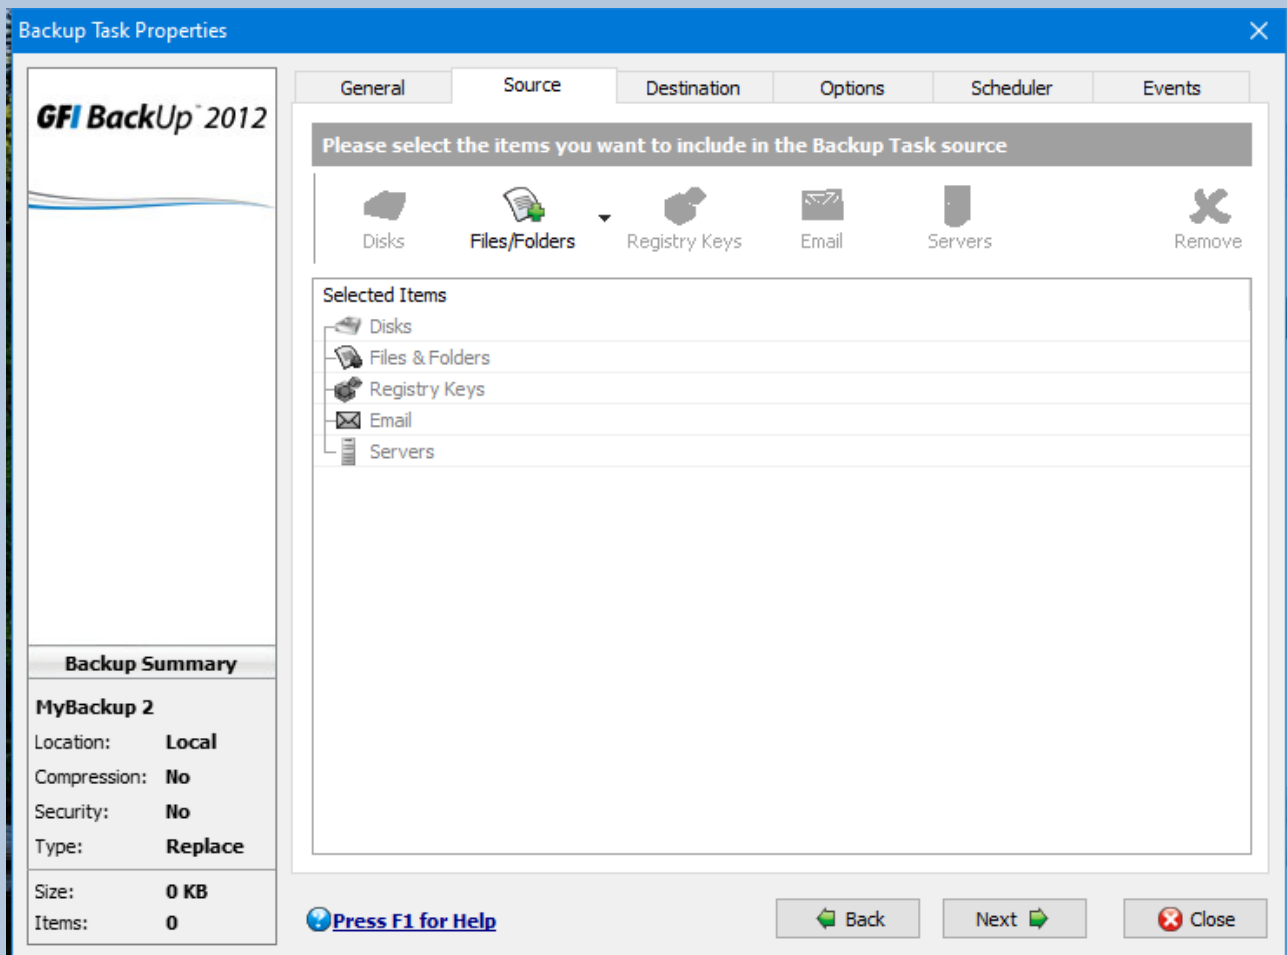 Backup Task Properties
GFI BackUp™ 2012
General Source Destination Options Scheduler Events
Please select the items you want to include in the Backup Task source
Disks Files/Folders Registry Keys Email Servers Remove
Selected Items
Disks
Files & Folders
Registry Keys
Email
Servers
Backup Summary
MyBackup 2
Location: Local
Compression: No
Security: No
Type: Replace
Size: 0 KB
Items: 0
Press F1 for Help
Back Next Close